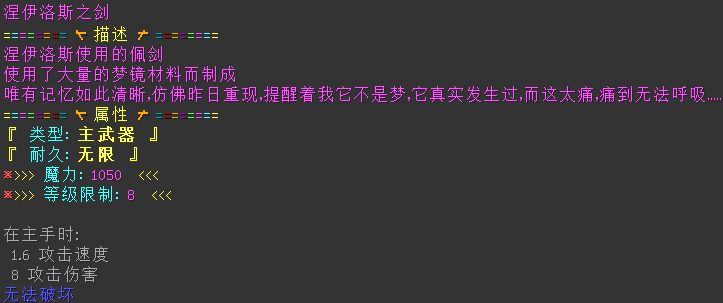 涅伊洛斯之剑
======== ㄘ 描述 ㄘ ========
涅伊洛斯使用的佩剑
使用了大量的梦镜材料而制成
唯有记忆如此清晰,仿佛昨日重现,提醒着我它不是梦,它真实发生过,而这太痛,痛到无法呼吸......
======== 属性 ========
『 类型: 主武器 』
『 耐久: 无限 』
※>>> 魔力: 1050 <<<
※>>> 等级限制: 8 <<<
在主手时:
1.6 攻击速度
8 攻击伤害
无法破坏